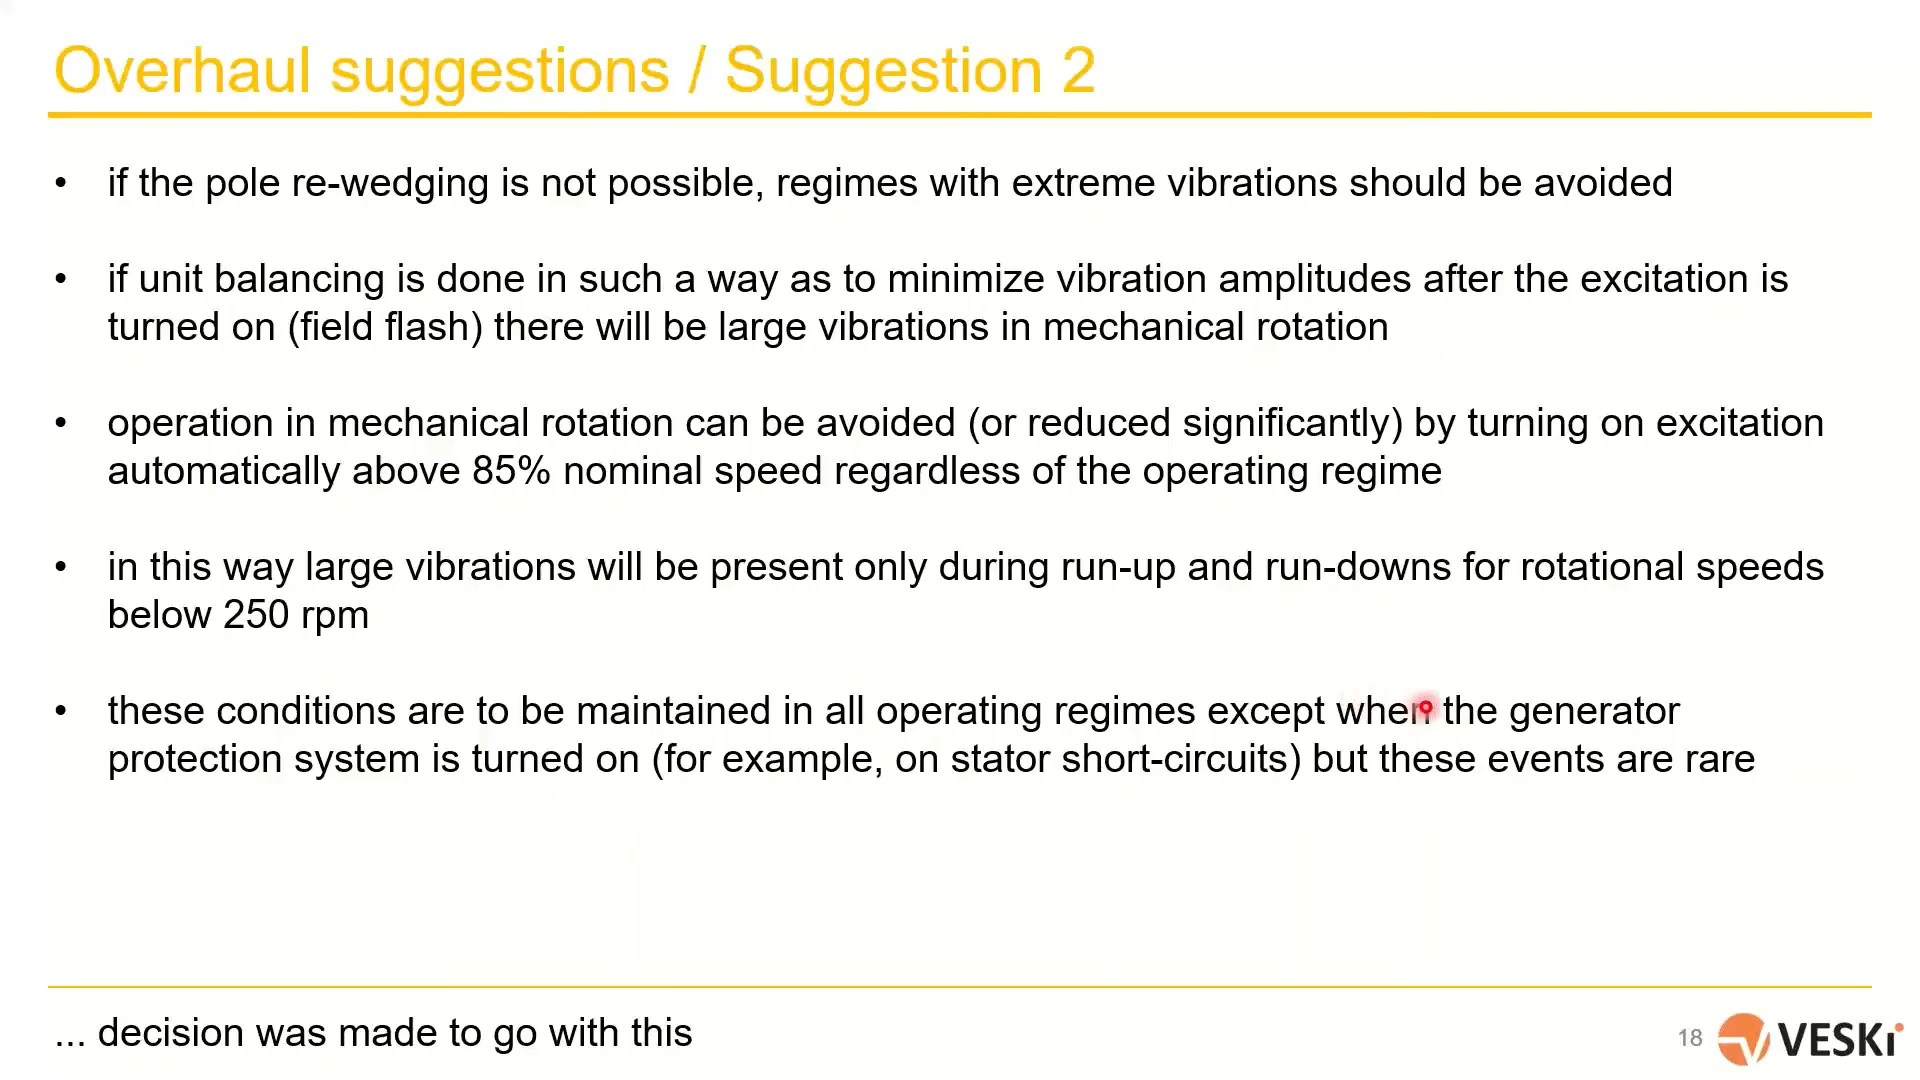 Overhaul suggestions / Suggestion 2
• if the pole re-wedging is not possible, regimes with extreme vibrations should be avoided
• if unit balancing is done in such a way as to minimize vibration amplitudes after the excitation is
turned on (field flash) there will be large vibrations in mechanical rotation
• operation in mechanical rotation can be avoided (or reduced significantly) by turning on excitation
automatically above 85% nominal speed regardless of the operating regime
• in this way large vibrations will be present only during run-up and run-downs for rotational speeds
below 250 rpm
• these conditions are to be maintained in all operating regimes except when the generator
protection system is turned on (for example, on stator short-circuits) but these events are rare
... decision was made to go with this
18
VESKi